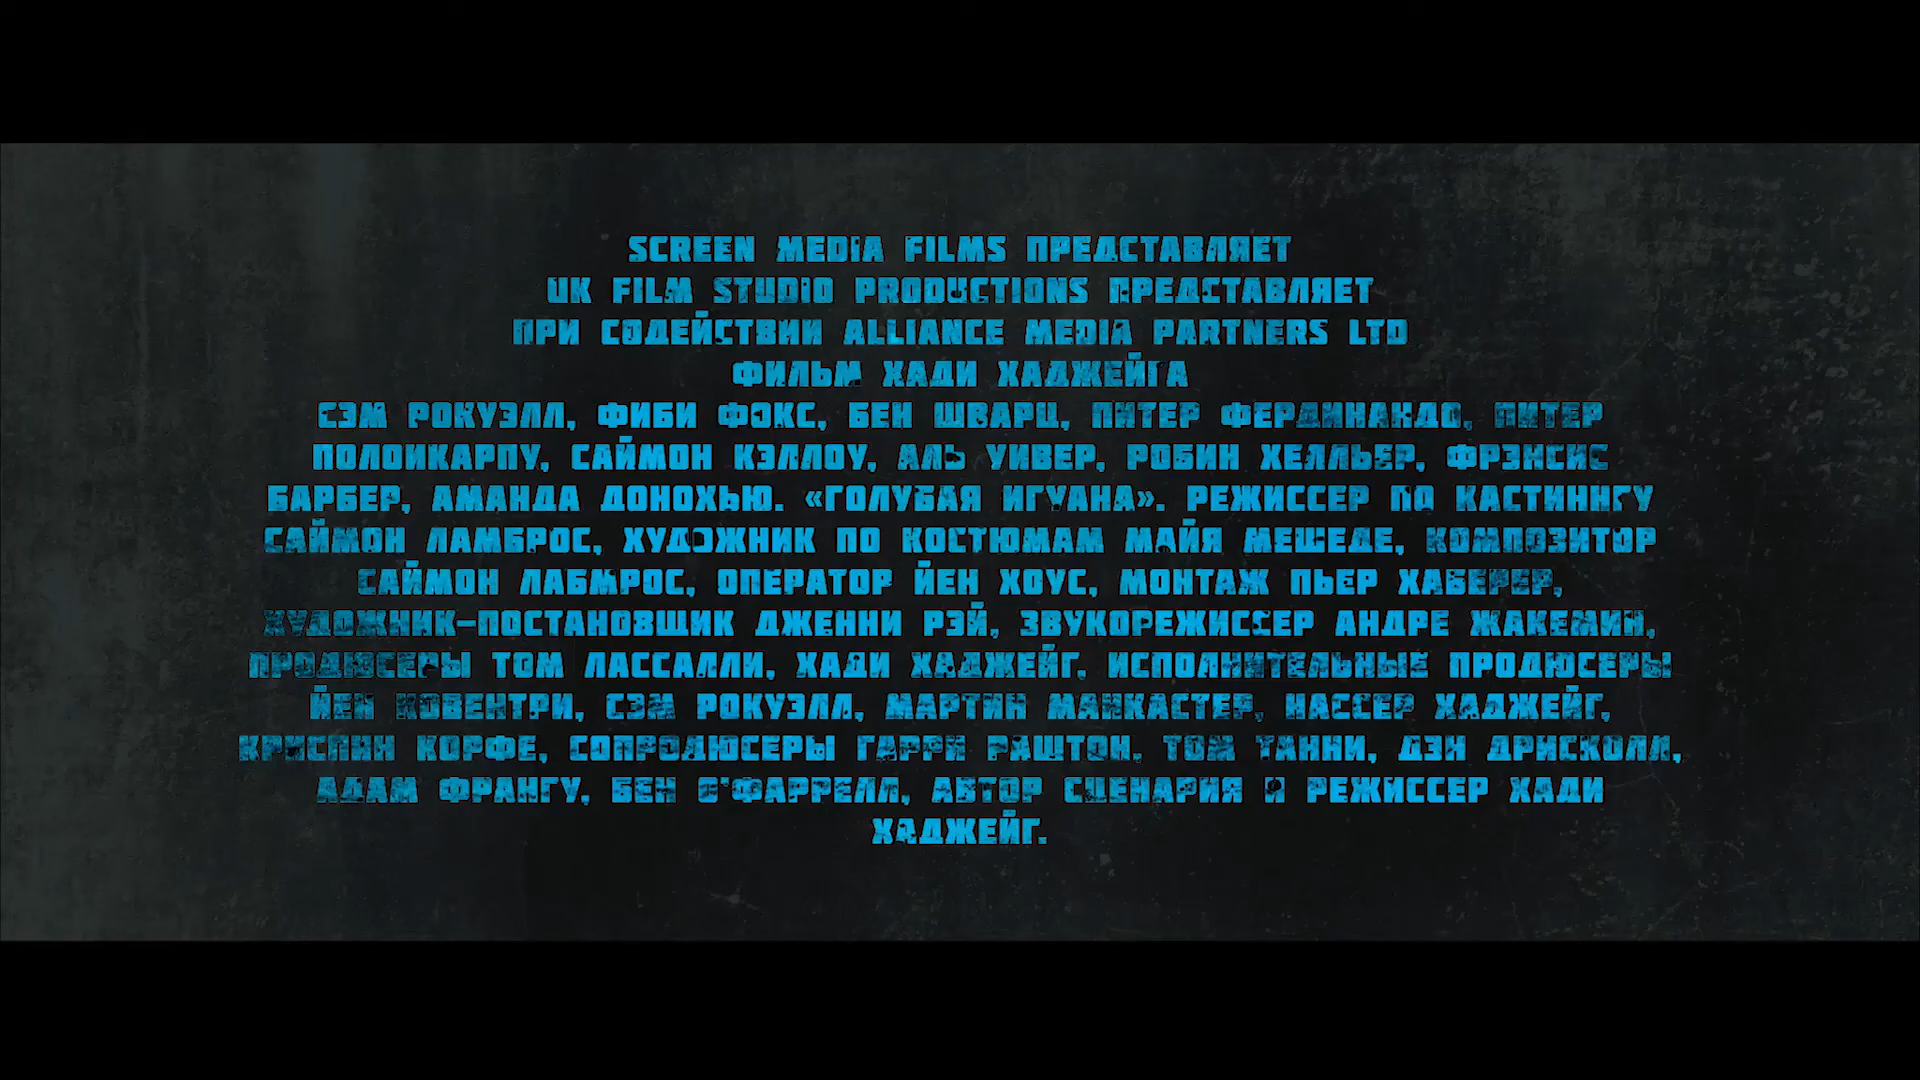 SCREEN MEDIA FILMS ПРЕДСТАВЛЯЕТ
UK FILM STUDIO PRODUCTIONS ПРЕДСТАВЛЯЕТ
ПРИ СОДЕЙСТВИИ ALLIANCE MEDIA PARTNERS LTD
ФИЛЬМ ХАДИ ХАДЖЕЙГА
СЭМ РОКУЭЛЛ, ФИБИ ФОКС, БЕН ШВАРЦ, ПИТЕР ФЕРДИНАНДО, ПИТЕР
ПОЛОИКАРПУ, САЙМОН КЭЛЛОУ, АЛЬ УИВЕР, РОБИН ХЕЛЛЬЕР, ФРЭНСИС
БАРБЕР, АМАНДА ДОНОХЬЮ. «ГОЛУБАЯ ИГУАНА». РЕЖИССЕР ПО КАСТИННГУ
САЙМОН ЛАМБРОС, ХУДОЖНИК ПО КОСТЮМАМ МАЙЯ МЕШЕДЕ, КОМПОЗИТОР
САЙМОН ЛАБМРОС, ОПЕРАТОР ЙЕН ХОУС, МОНТАЖ ПЬЕР ХАБЕРЕР,
ХУДОЖНИК-ПОСТАНОВЩИК ДЖЕННИ РЭЙ, ЗВУКОРЕЖИССЕР АНДРЕ ЖАКЕМИН,
ПРОДЮСЕРЫ ТОМ ЛАССАЛЛИ, ХАДИ ХАДЖЕЙГ, ИСПОЛНИТЕЛЬНЫЕ ПРОДЮСЕРЫ
ЙЕН КОВЕНТРИ, СЭМ РОКУЭЛЛ, МАРТИН МАНКАСТЕР, НАССЕР ХАДЖЕЙГ,
КРИСПИН КОРФЕ, СОПРОДЮСЕРЫ ГАРРИ РАШТОН, ТОМ ТАННИ, ДЭН ДРИСКОЛЛ,
АДАМ ФРАНГУ, БЕН О'ФАРРЕЛЛ, АВТОР СЦЕНАРИЯ И РЕЖИССЕР ХАДИ
ХАДЖЕЙГ.